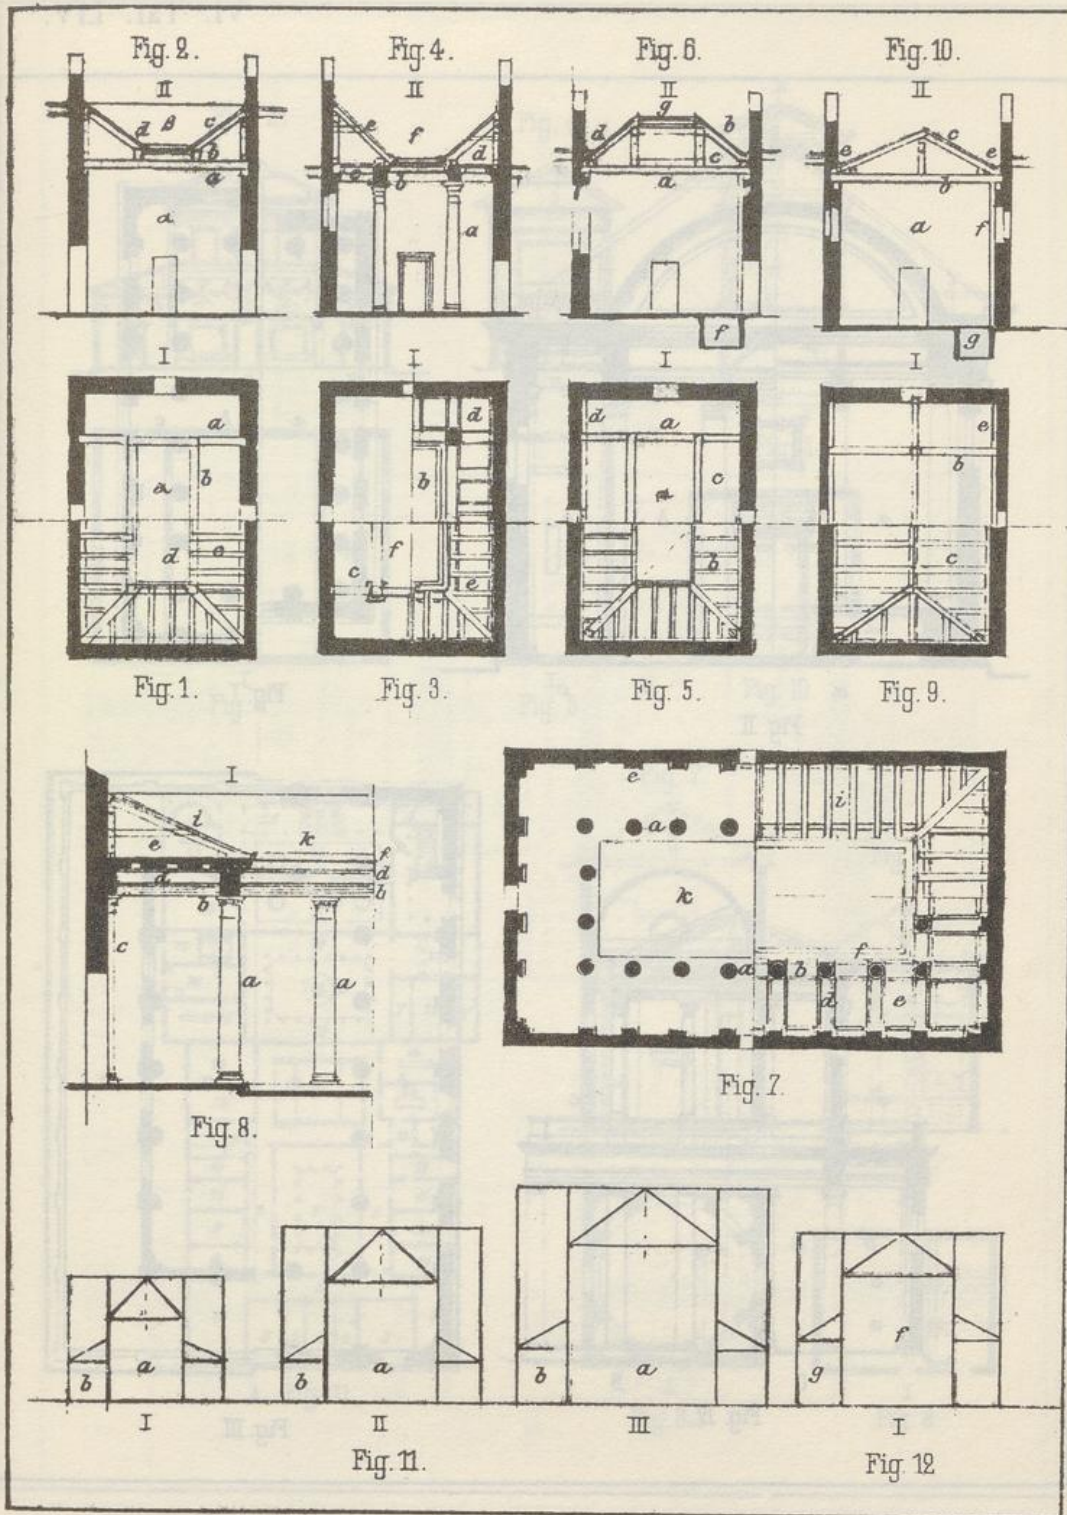 Fig. 2.
Fig. 4.
Fig. 6.
Fig. 10.
II
II
II
II
d
β
c
b
a
a
e
f
d
c
b
a
g
d
b
c
a
f
c
e
e
b
a
f
g
I
I
I
I
a
b
a
d
c
d
b
f
c
e
d
a
c
a
b
e
b
c
Fig. 1.
Fig. 3.
Fig. 5.
Fig. 9.
I
i
e
k
f
d
d
b
b
c
a
a
Fig. 8.
e
i
a
k
f
a
b
d
e
Fig. 7.
b
a
b
a
b
a
g
f
I
II
III
I
Fig. 11.
Fig. 12